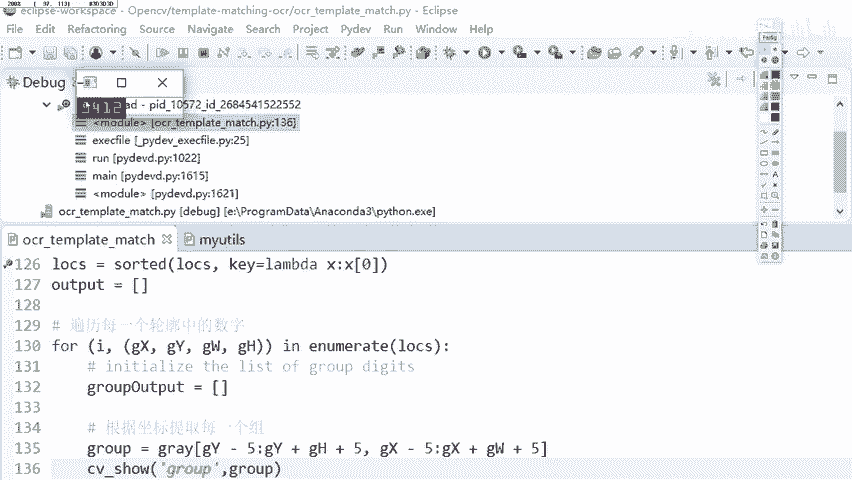 2008 ( 97, 113) #3D3D3D
eclipse-workspace - Opencv/template-matching-ocr/ocr_template_match.py - Eclipse
File Edit Refactoring Source Navigate Search Project Pydev Run Window Help
Debug
9412
ad - pid_10572_id_2684541522552
<module> [ocr_template_match.py:136]
execfile [_pydev_execfile.py:25]
run [pydevd.py:1022]
main [pydevd.py:1615]
<module> [pydevd.py:1621]
ocr_template_match.py [debug] [e:\ProgramData\Anaconda3\python.exe]
ocr_template_match myutils
126 locs = sorted(locs, key=lambda x:x[0])
127 output = []
128
129 # 遍历每一个轮廓中的数字
130 for (i, (gX, gY, gW, gH)) in enumerate(locs):
131 # initialize the list of group digits
132 groupOutput = []
133
134 # 根据坐标提取每一个组
135 group = gray[gY - 5:gY + gH + 5, gX - 5:gX + gW + 5]
136 cv_show('group',group)